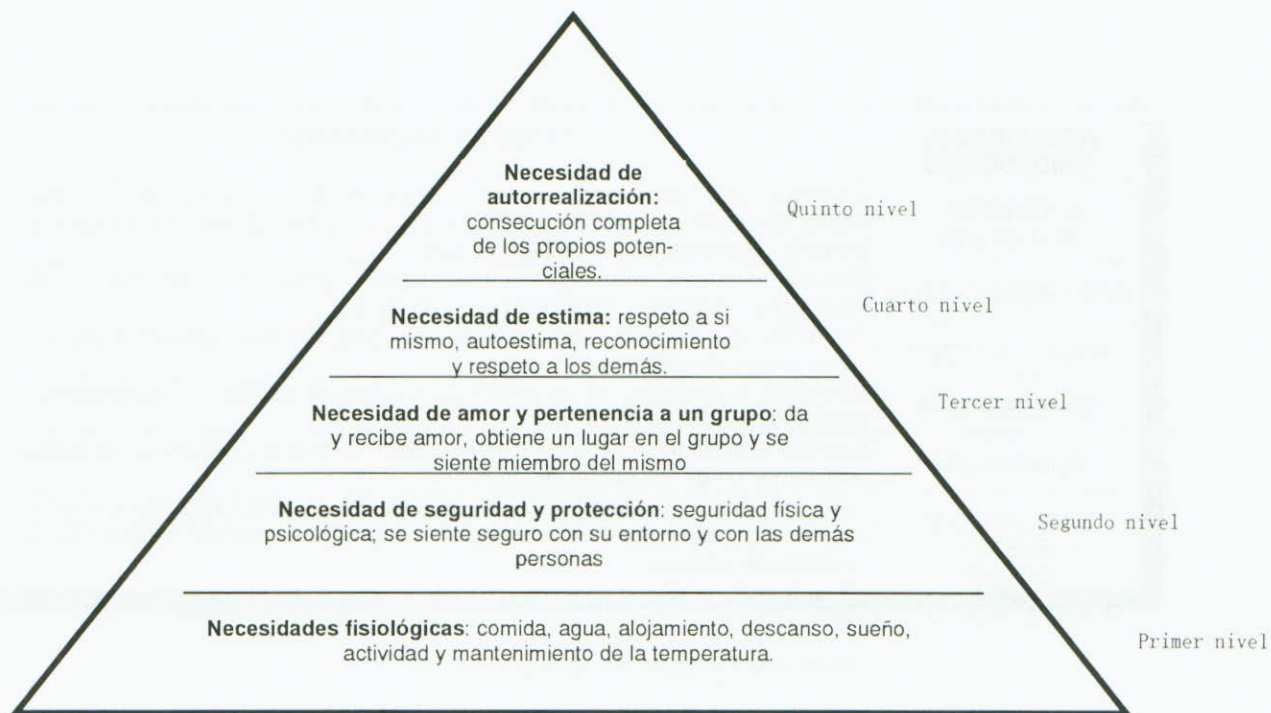 Necesidad de
autorrealización:
consecución completa
de los propios poten-
ciales.
Quinto nivel
Necesidad de estima: respeto a si
mismo, autoestima, reconocimiento
y respeto a los demás.
Cuarto nivel
Necesidad de amor y pertenencia a un grupo: da
y recibe amor, obtiene un lugar en el grupo y se
siente miembro del mismo
Tercer nivel
Necesidad de seguridad y protección: seguridad física y
psicológica; se siente seguro con su entorno y con las demás
personas
Segundo nivel
Necesidades fisiológicas: comida, agua, alojamiento, descanso, sueño,
actividad y mantenimiento de la temperatura.
Primer nivel